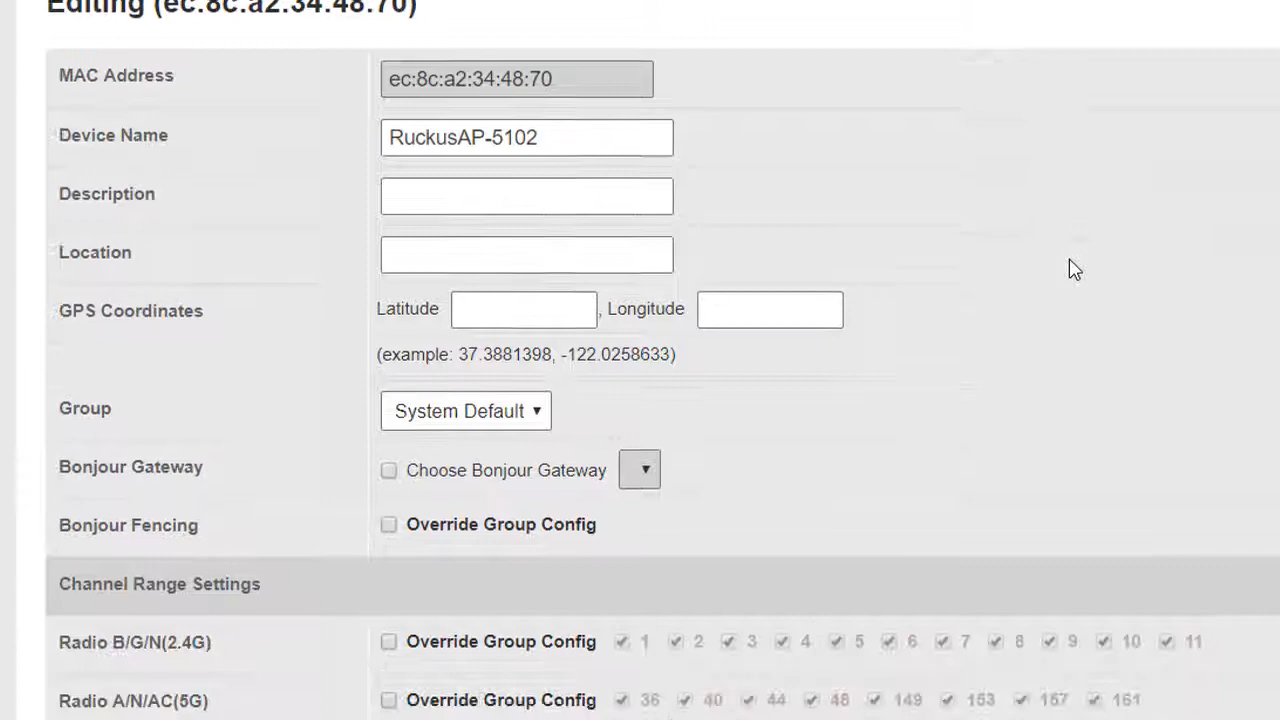 Editing (ec:8c:a2:34:48:70)
MAC Address ec:8c:a2:34:48:70
Device Name RuckusAP-5102
Description
Location
GPS Coordinates Latitude , Longitude
(example: 37.3881398, -122.0258633)
Group System Default
Bonjour Gateway Choose Bonjour Gateway
Bonjour Fencing Override Group Config
Channel Range Settings
Radio B/G/N(2.4G) Override Group Config 1 2 3 4 5 6 7 8 9 10 11
Radio A/N/AC(5G) Override Group Config 36 40 44 48 149 153 157 161